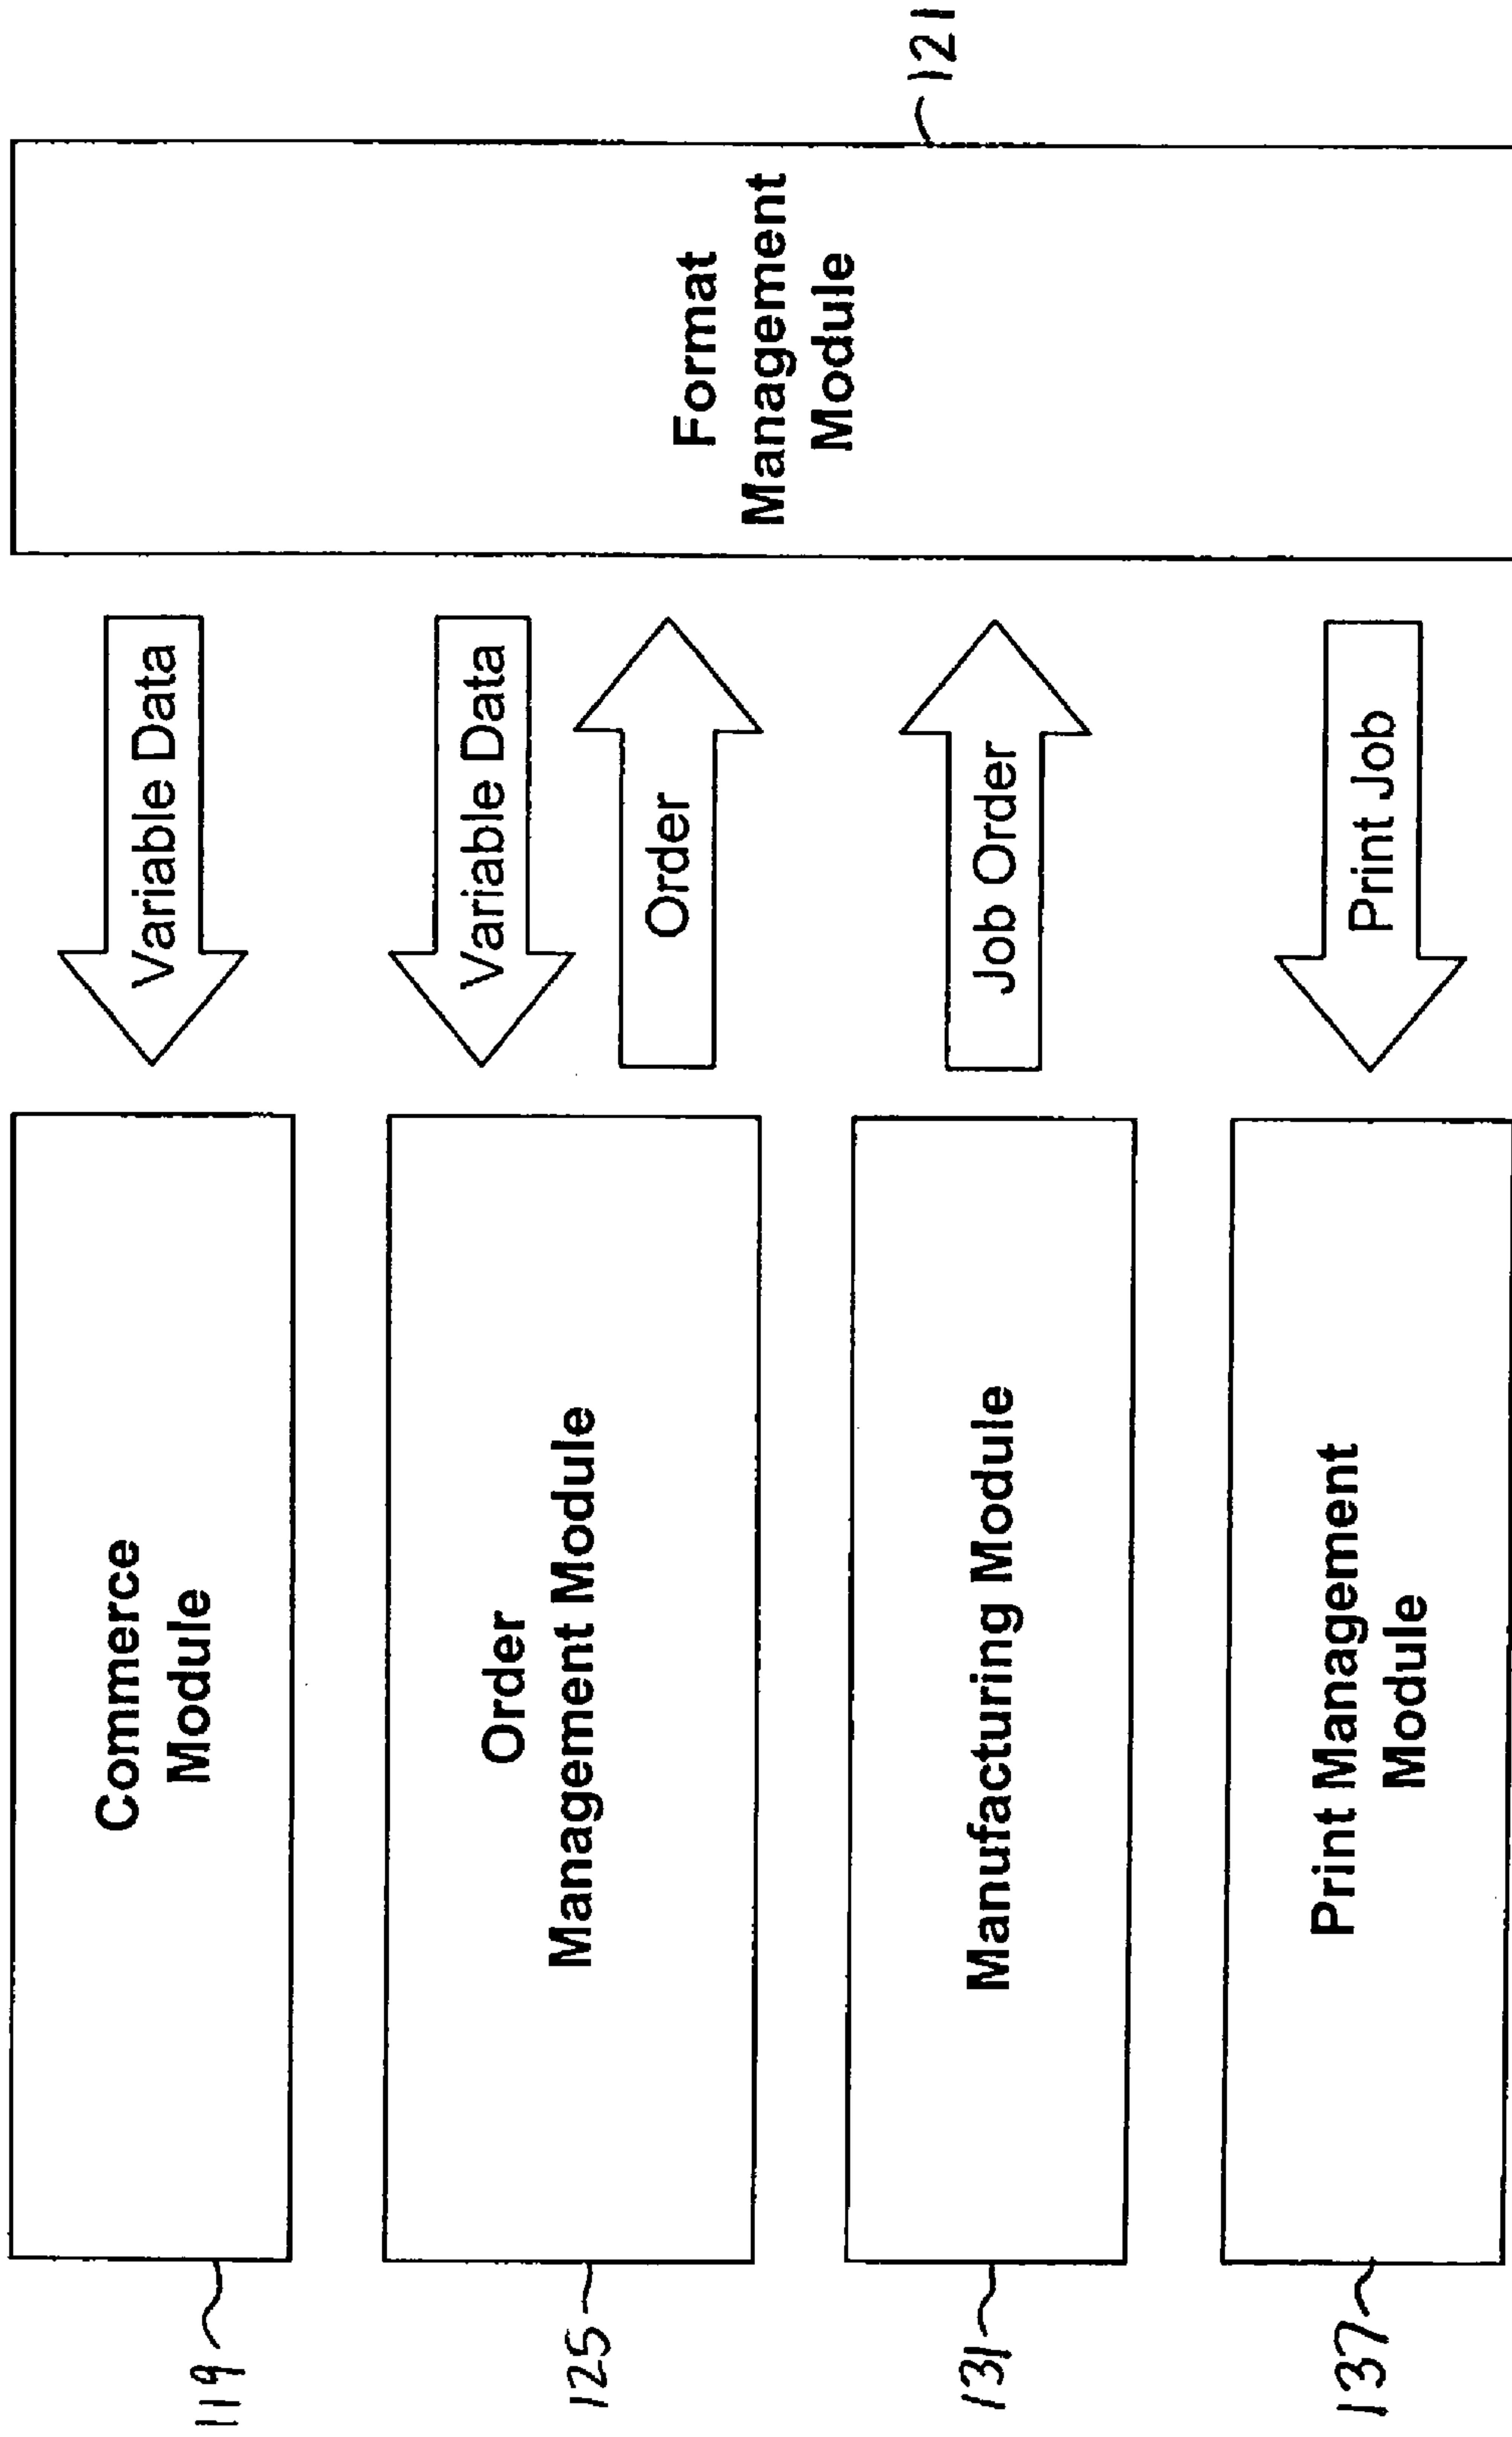 119
Commerce
Module
Variable Data
125
Order
Management Module
Variable Data
Order
131
Manufacturing Module
Job Order
137
Print Management
Module
Print Job
Format
Management
Module
121